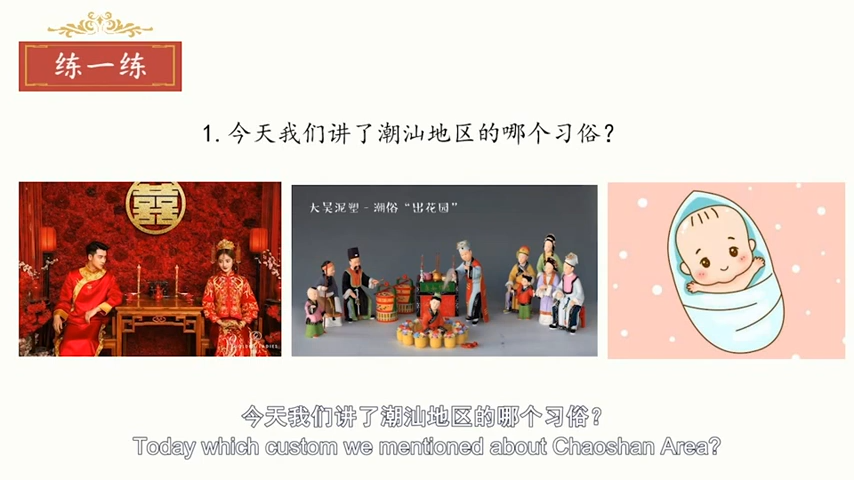 练一练
1.今天我们讲了潮汕地区的哪个习俗？
囍
大吴泥塑-潮俗“出花园”
今天我们讲了潮汕地区的哪个习俗？
Today which custom we mentioned about Chaoshan Area?